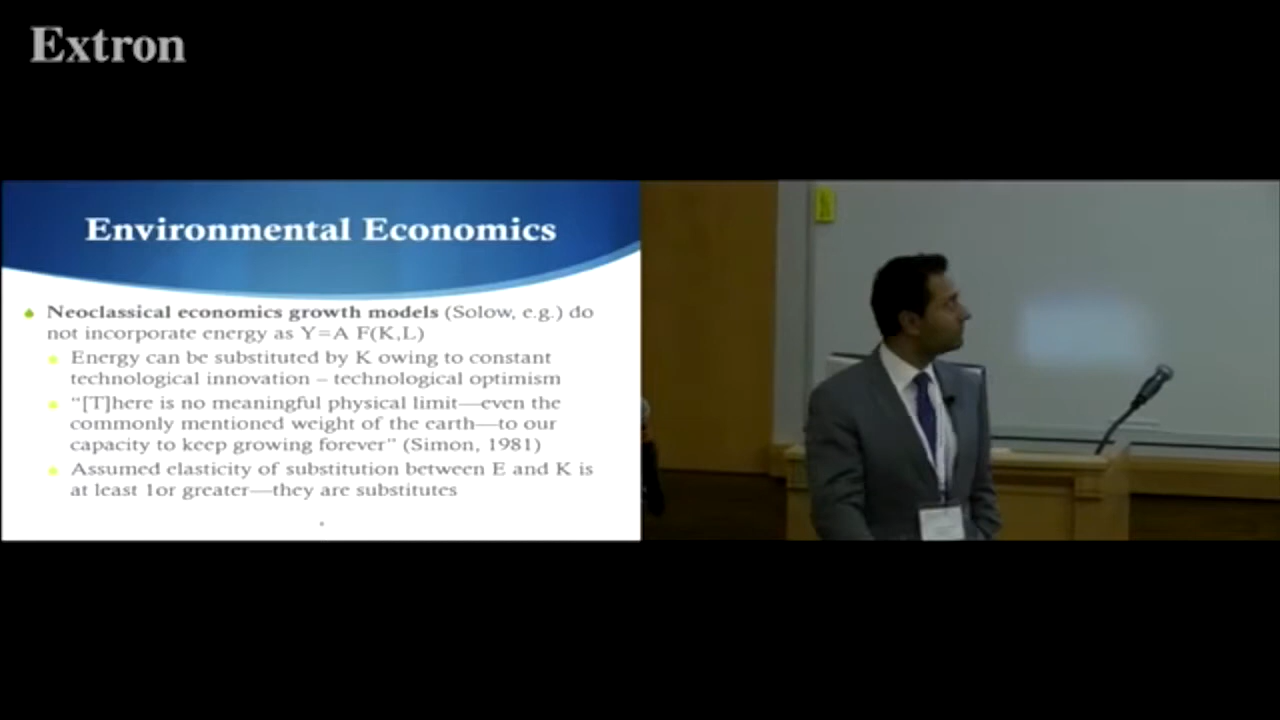 Extron
Environmental Economics
Neoclassical economics growth models (Solow, e.g.) do
not incorporate energy as Y=A F(K,L)
Energy can be substituted by K owing to constant
technological innovation – technological optimism
“[T]here is no meaningful physical limit—even the
commonly mentioned weight of the earth—to our
capacity to keep growing forever” (Simon, 1981)
Assumed elasticity of substitution between E and K is
at least 1or greater—they are substitutes